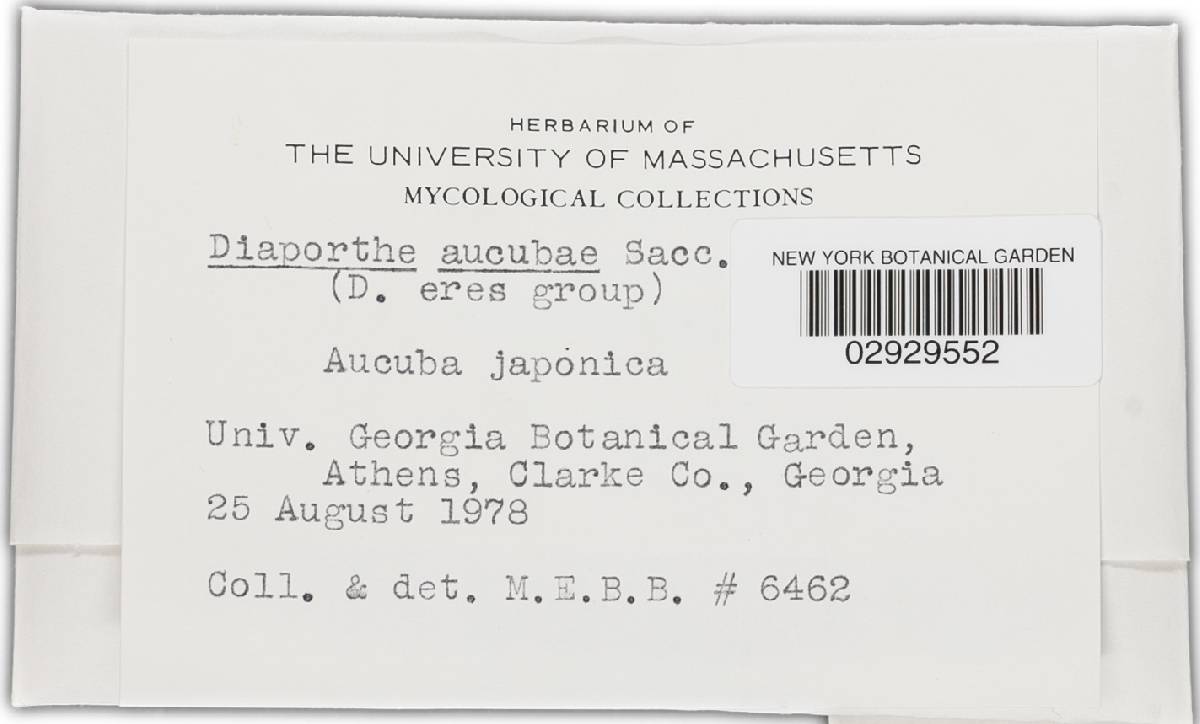 HERBARIUM OF
THE UNIVERSITY OF MASSACHUSETTS
MYCOLOGICAL COLLECTIONS
Diaporthe aucubae Sacc.
(D. eres group)
NEW YORK BOTANICAL GARDEN
02929552
Aucuba japonica
Univ. Georgia Botanical Garden,
Athens, Clarke Co., Georgia
25 August 1978
Coll. & det. M.E.B.B. # 6462